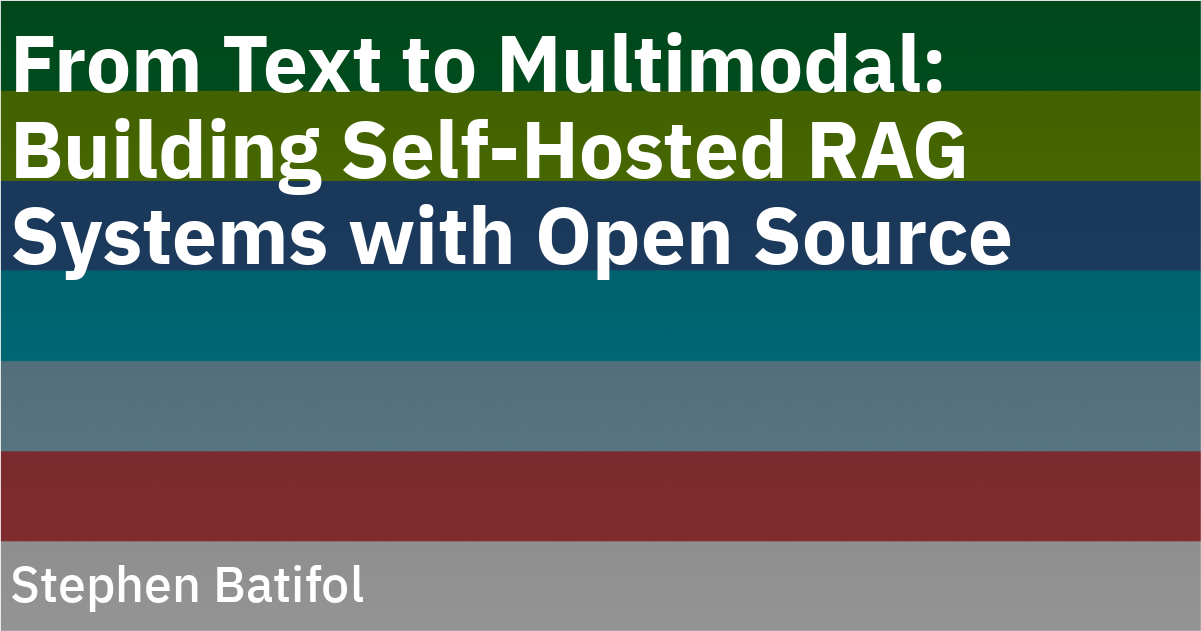 From Text to Multimodal:
Building Self-Hosted RAG
Systems with Open Source
Stephen Batifol